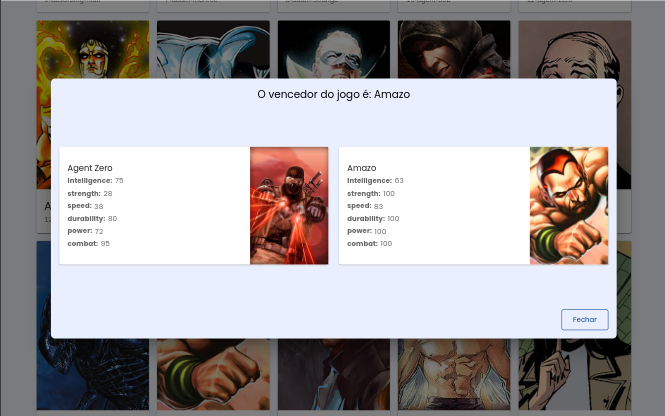 O vencedor do jogo é: Amazo
Agent Zero
intelligence: 75
strength: 28
speed: 38
durability: 80
power: 72
combat: 95
Amazo
intelligence: 63
strength: 100
speed: 83
durability: 100
power: 100
combat: 100
Fechar